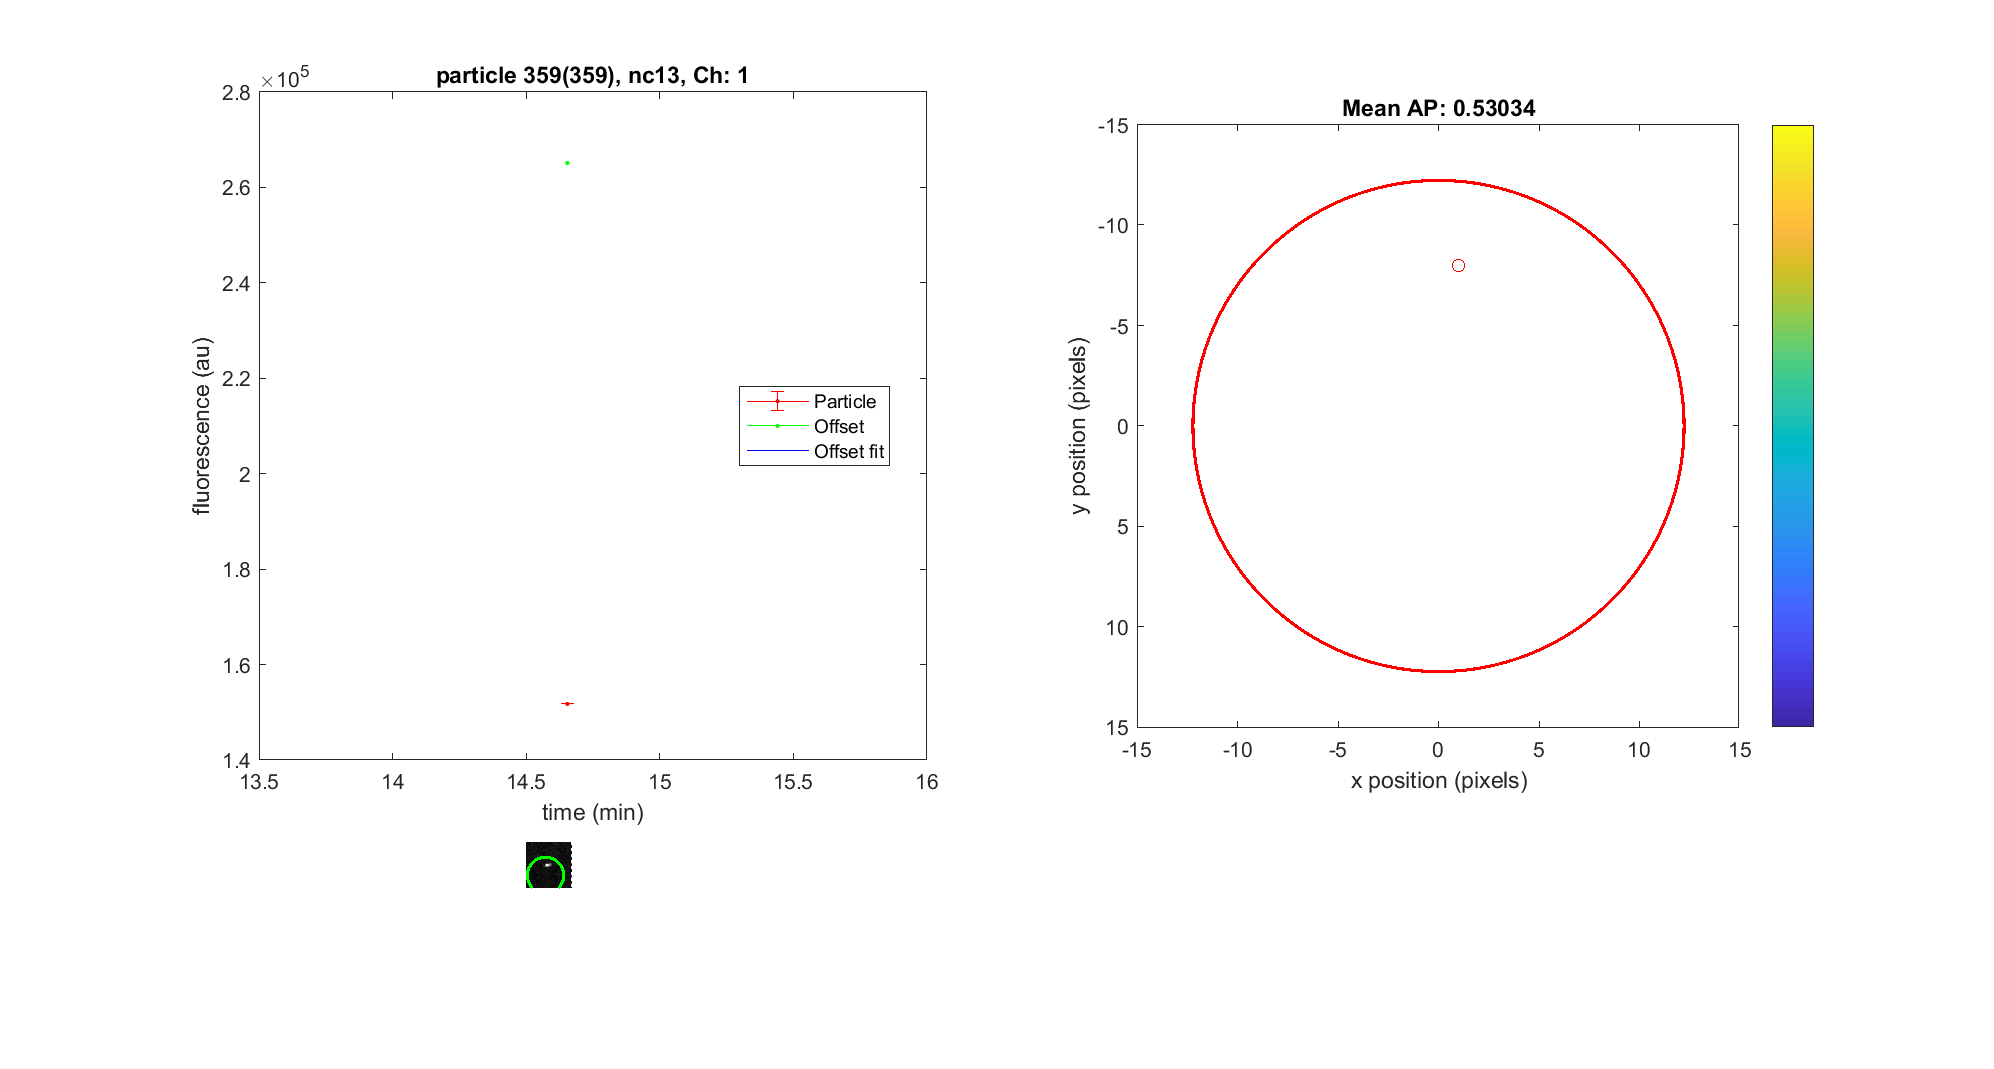 particle 359(359), nc13, Ch: 1
×10^5
2.8
2.6
2.4
2.2
2
1.8
1.6
1.4
fluorescence (au)
13.5 14 14.5 15 15.5 16
time (min)
Particle
Offset
Offset fit
Mean AP: 0.53034
-15
-10
-5
0
5
10
15
y position (pixels)
-15 -10 -5 0 5 10 15
x position (pixels)